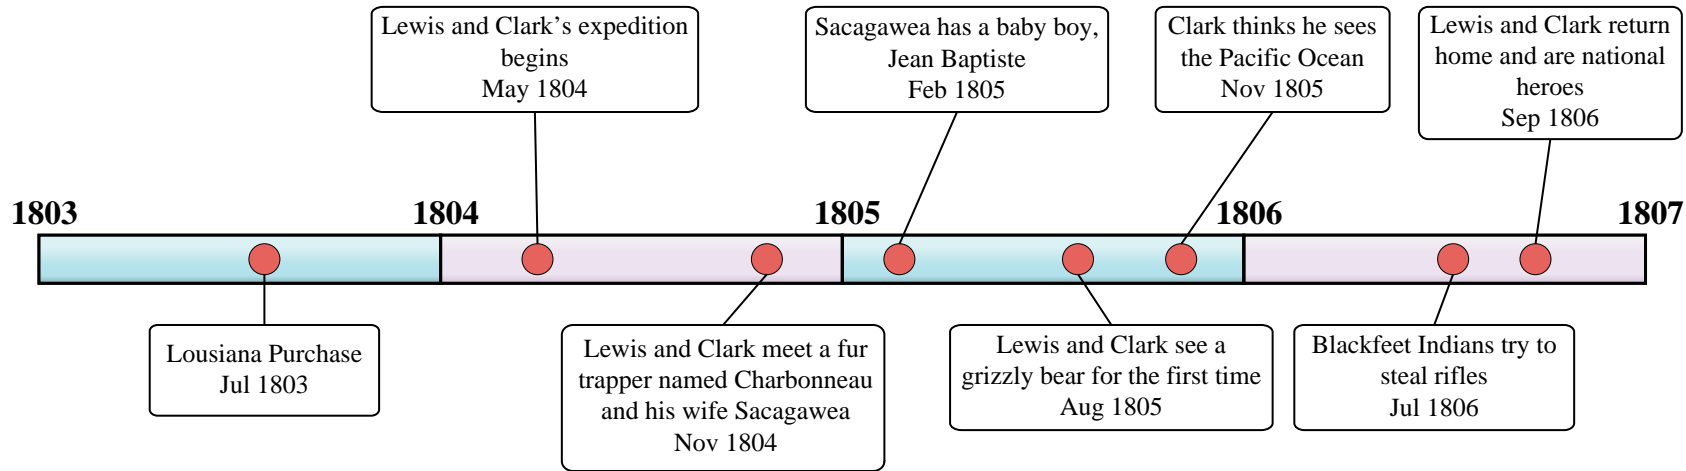 Lewis and Clark's expedition
begins
May 1804
Sacagawea has a baby boy,
Jean Baptiste
Feb 1805
Clark thinks he sees
the Pacific Ocean
Nov 1805
Lewis and Clark return
home and are national
heroes
Sep 1806
1803
1804
1805
1806
1807
Lousiana Purchase
Jul 1803
Lewis and Clark meet a fur
trapper named Charbonneau
and his wife Sacagawea
Nov 1804
Lewis and Clark see a
grizzly bear for the first time
Aug 1805
Blackfeet Indians try to
steal rifles
Jul 1806